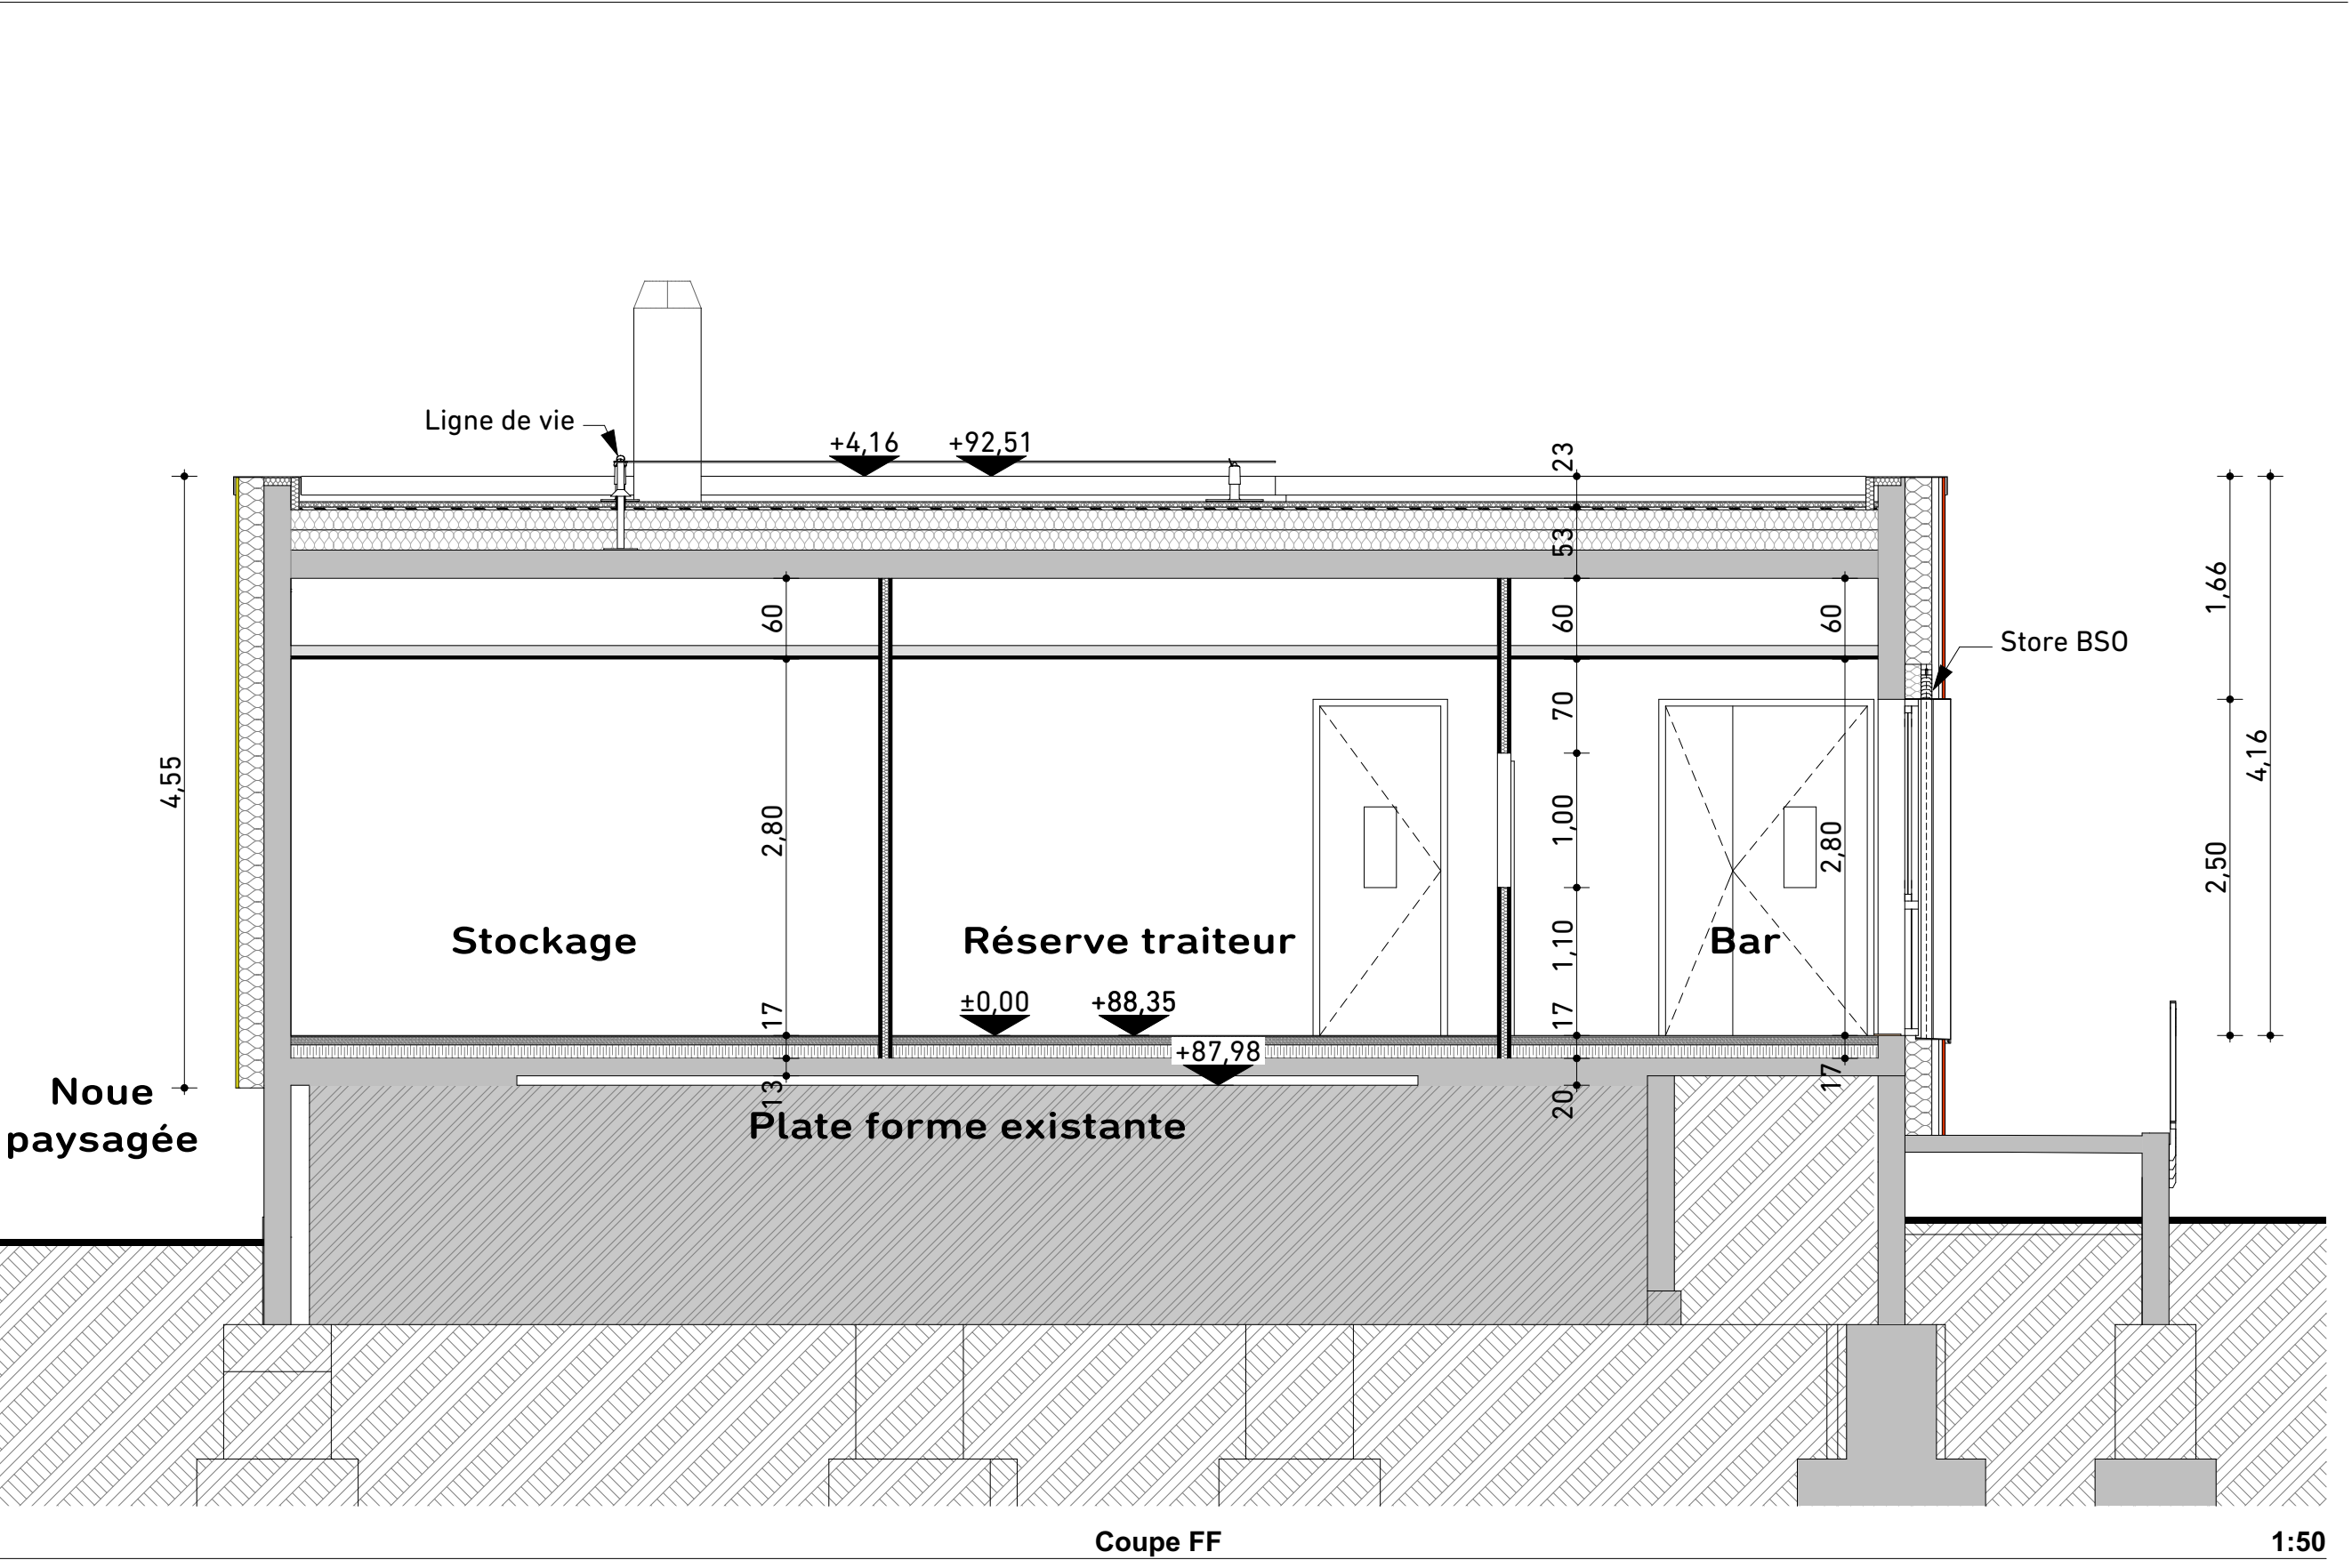 Ligne de vie
+4,16
+92,51
23
53
60
60
60
1,66
Store BSO
70
4,55
2,80
1,00
2,80
4,16
2,50
Stockage
Réserve traiteur
1,10
Bar
17
±0,00
+88,35
17
+87,98
17
Noue
paysagée
13
20
Plate forme existante
Coupe FF
1:50